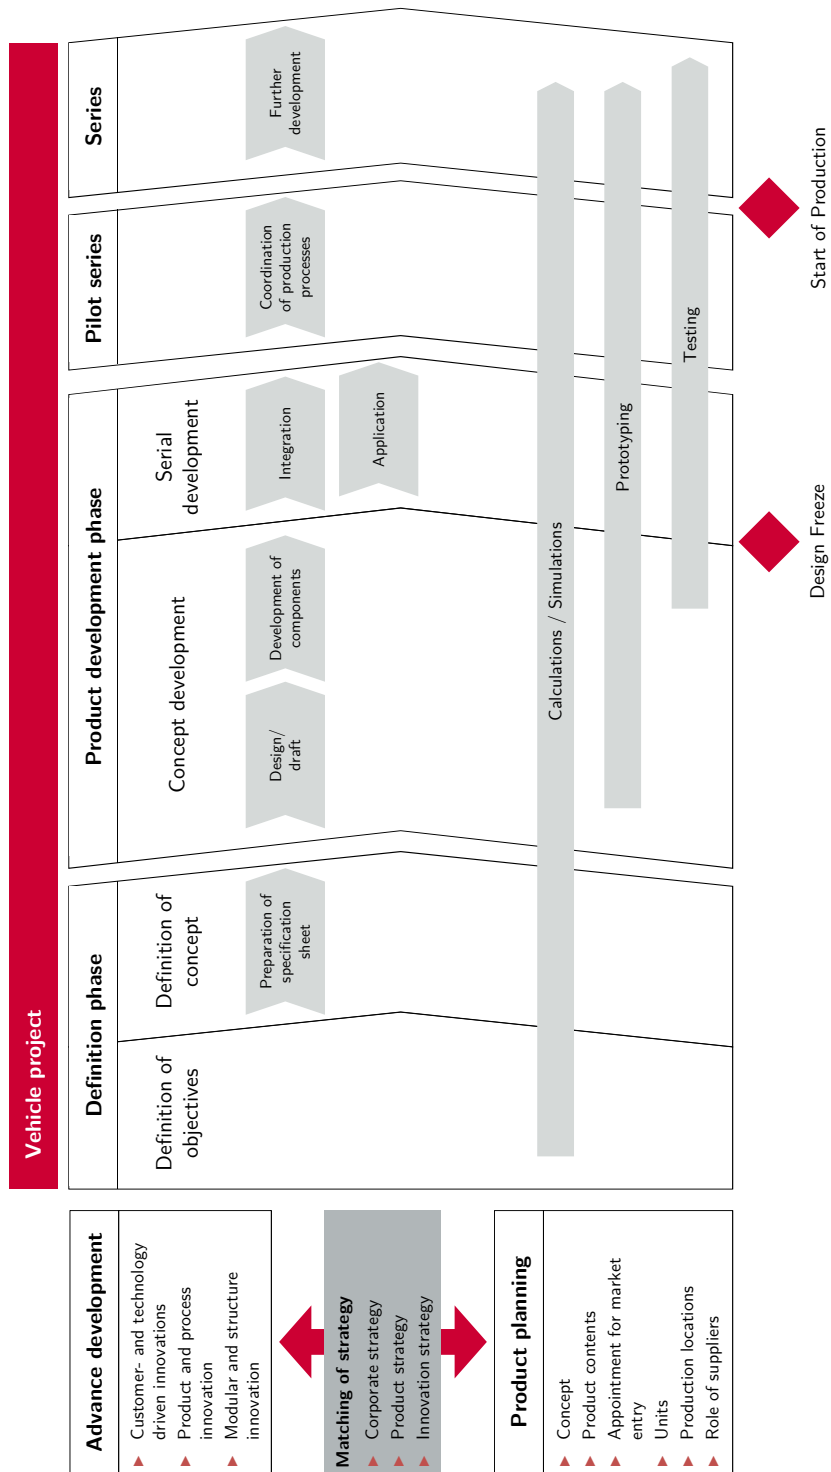 Advance development
Customer- and technology
driven innovations
Product and process
innovation
Modular and structure
innovation
Matching of strategy
Corporate strategy
Product strategy
Innovation strategy
Product planning
Concept
Product contents
Appointment for market
entry
Units
Production locations
Role of suppliers
Vehicle project
Definition phase
Definition of
objectives
Definition of
concept
Preparation of
specification
sheet
Product development phase
Concept development
Design/
draft
Development of
components
Serial
development
Integration
Application
Pilot series
Coordination
of production
processes
Series
Further
development
Calculations / Simulations
Prototyping
Testing
Design Freeze
Start of Production